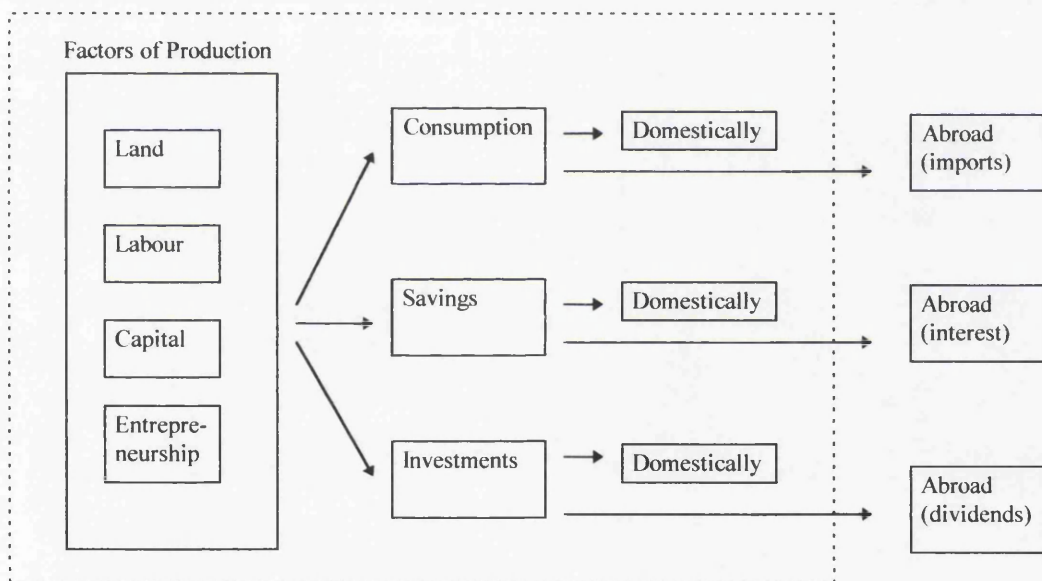 Factors of Production
Land
Labour
Capital
Entrepre-
neurship
Consumption
Domestically
Abroad
(imports)
Savings
Domestically
Abroad
(interest)
Investments
Domestically
Abroad
(dividends)